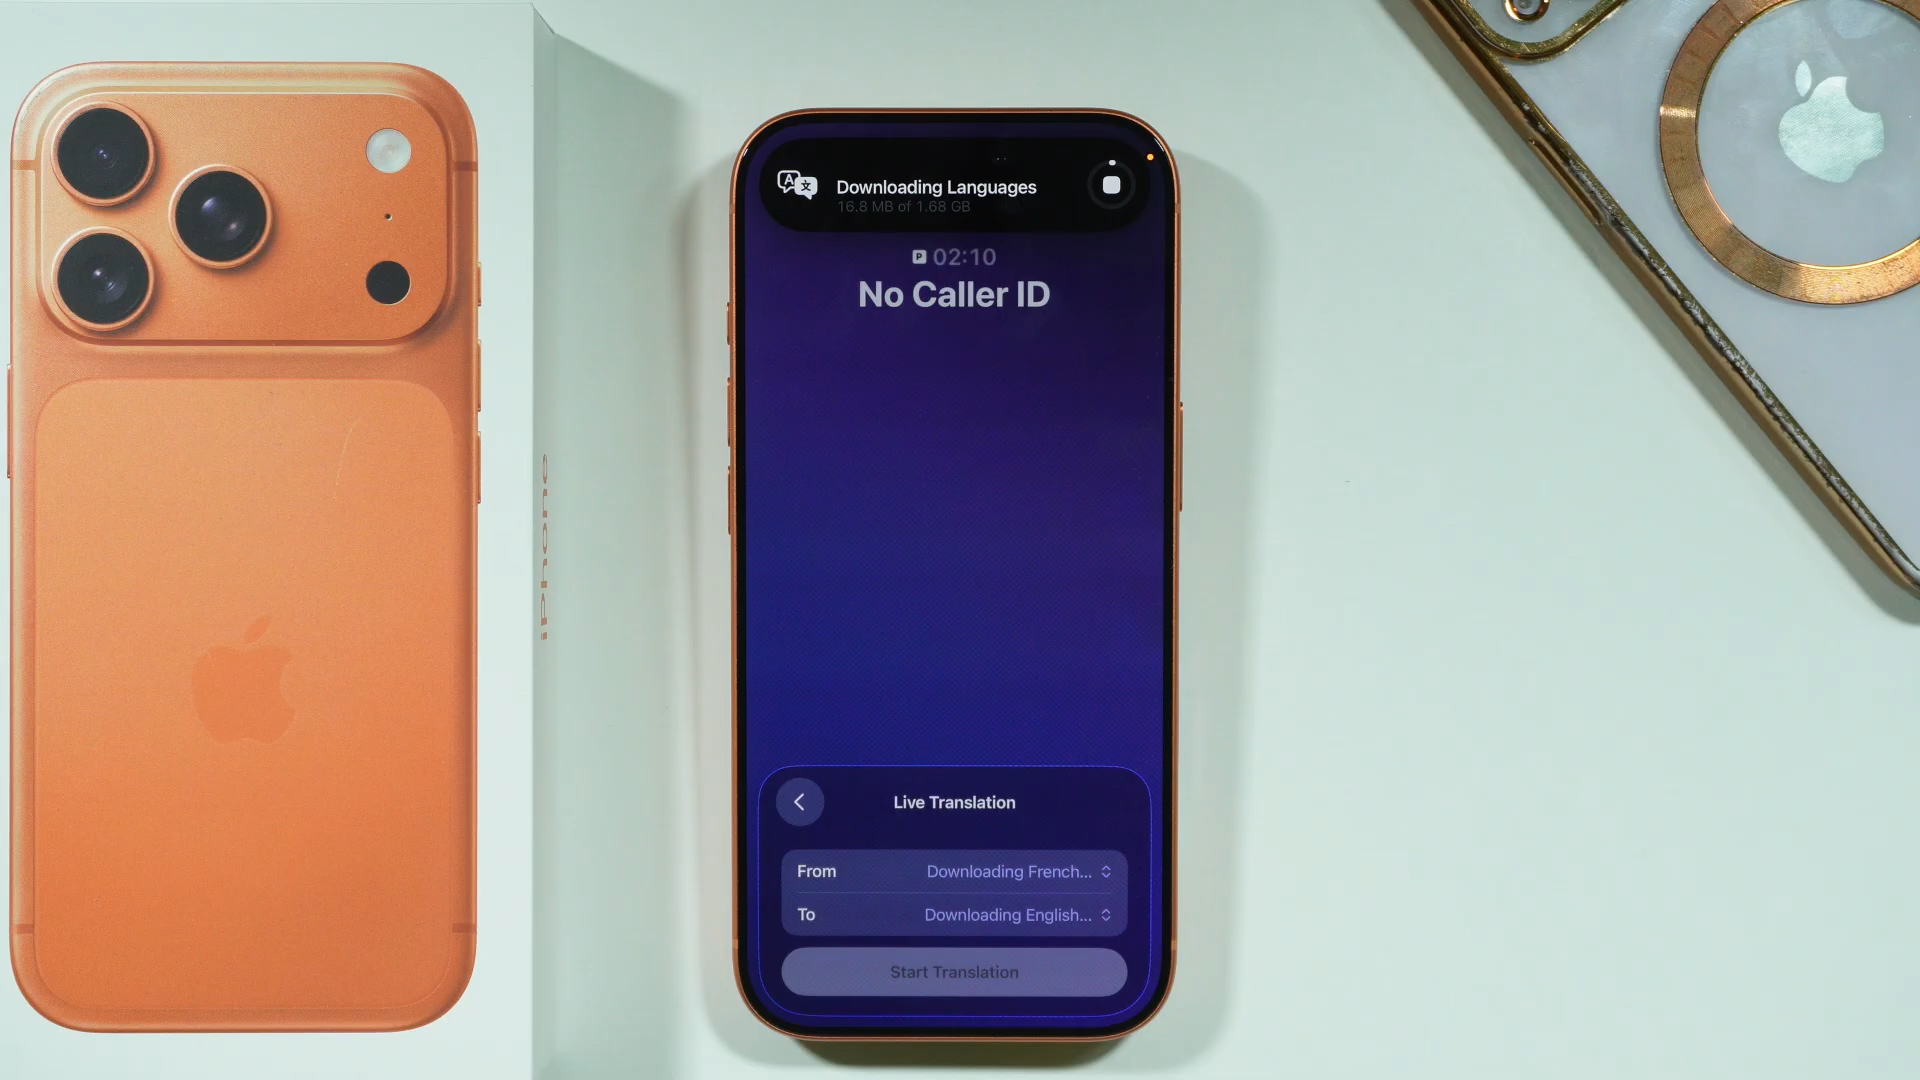 iPhone
Downloading Languages
16.8 MB of 1.68 GB
P 02:10
No Caller ID
Live Translation
From Downloading French...
To Downloading English...
Start Translation